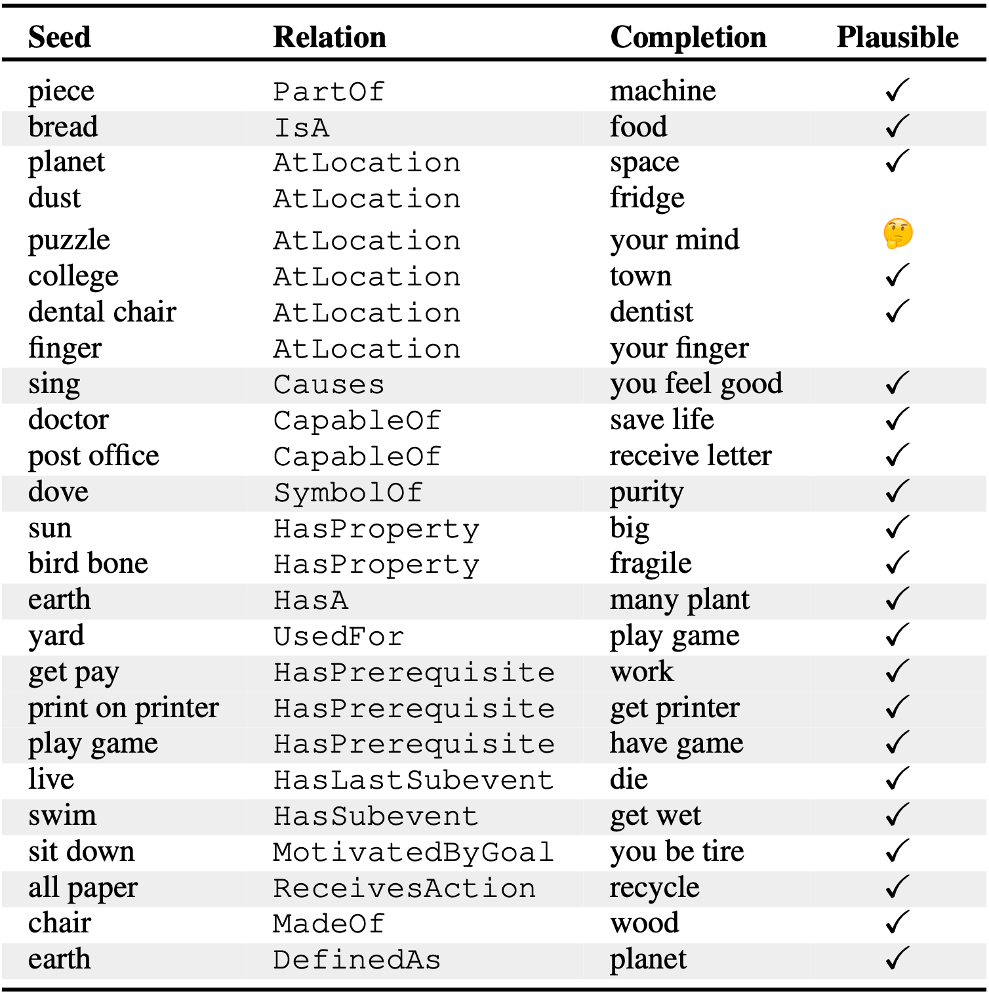 Seed Relation Completion Plausible
piece PartOf machine ✓
bread IsA food ✓
planet AtLocation space ✓
dust AtLocation fridge
puzzle AtLocation your mind 🤔
college AtLocation town ✓
dental chair AtLocation dentist ✓
finger AtLocation your finger
sing Causes you feel good ✓
doctor CapableOf save life ✓
post office CapableOf receive letter ✓
dove SymbolOf purity ✓
sun HasProperty big ✓
bird bone HasProperty fragile ✓
earth HasA many plant ✓
yard UsedFor play game ✓
get pay HasPrerequisite work ✓
print on printer HasPrerequisite get printer ✓
play game HasPrerequisite have game ✓
live HasLastSubevent die ✓
swim HasSubevent get wet ✓
sit down MotivatedByGoal you be tire ✓
all paper ReceivesAction recycle ✓
chair MadeOf wood ✓
earth DefinedAs planet ✓